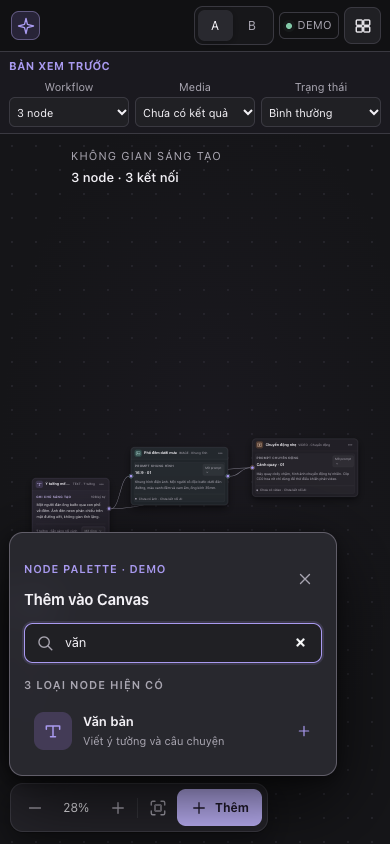 A B DEMO
BẢN XEM TRƯỚC
Workflow Media Trạng thái
3 node Chưa có kết quả Bình thường
KHÔNG GIAN SÁNG TẠO
3 node · 3 kết nối
NODE PALETTE · DEMO
Thêm vào Canvas
văn
3 LOẠI NODE HIỆN CÓ
Văn bản
Viết ý tưởng và câu chuyện
28% Thêm